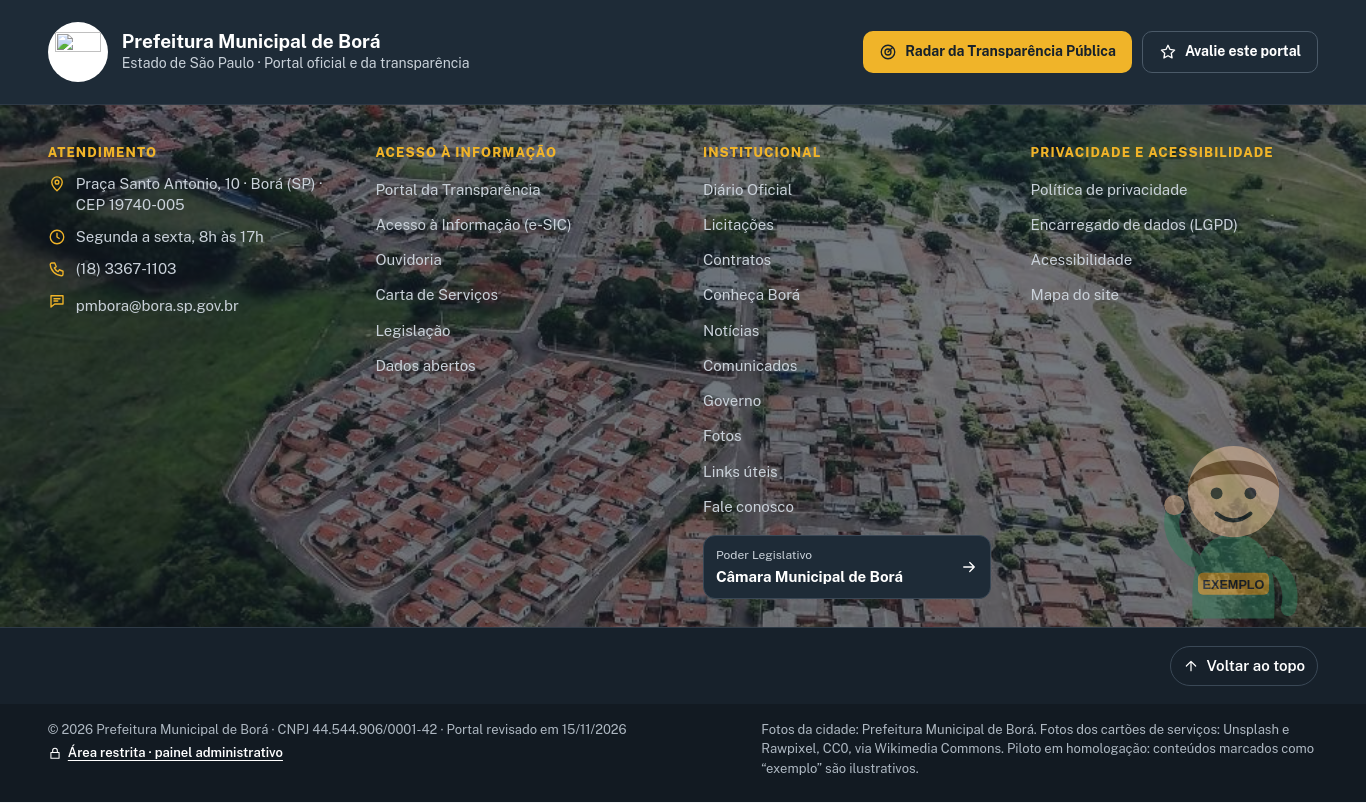 Prefeitura Municipal de Borá
Estado de São Paulo · Portal oficial e da transparência
Radar da Transparência Pública
Avalie este portal
ATENDIMENTO
Praça Santo Antonio, 10 · Borá (SP) ·
CEP 19740-005
Segunda a sexta, 8h às 17h
(18) 3367-1103
pmbora@bora.sp.gov.br
ACESSO À INFORMAÇÃO
Portal da Transparência
Acesso à Informação (e-SIC)
Ouvidoria
Carta de Serviços
Legislação
Dados abertos
INSTITUCIONAL
Diário Oficial
Licitações
Contratos
Conheça Borá
Notícias
Comunicados
Governo
Fotos
Links úteis
Fale conosco
Poder Legislativo
Câmara Municipal de Borá
PRIVACIDADE E ACESSIBILIDADE
Política de privacidade
Encarregado de dados (LGPD)
Acessibilidade
Mapa do site
EXEMPLO
Voltar ao topo
© 2026 Prefeitura Municipal de Borá · CNPJ 44.544.906/0001-42 · Portal revisado em 15/11/2026
Área restrita · painel administrativo
Fotos da cidade: Prefeitura Municipal de Borá. Fotos dos cartões de serviços: Unsplash e
Rawpixel, CC0, via Wikimedia Commons. Piloto em homologação: conteúdos marcados como
“exemplo” são ilustrativos.